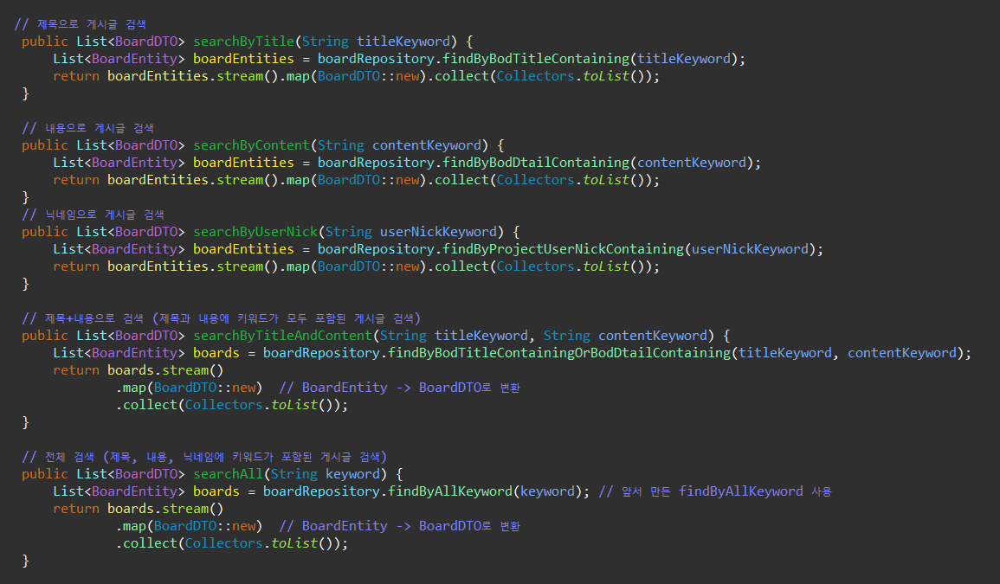 // 제목으로 게시글 검색
public List<BoardDTO> searchByTitle(String titleKeyword) {
List<BoardEntity> boardEntities = boardRepository.findByBodTitleContaining(titleKeyword);
return boardEntities.stream().map(BoardDTO::new).collect(Collectors.toList());
}
// 내용으로 게시글 검색
public List<BoardDTO> searchByContent(String contentKeyword) {
List<BoardEntity> boardEntities = boardRepository.findByBodDtailContaining(contentKeyword);
return boardEntities.stream().map(BoardDTO::new).collect(Collectors.toList());
}
// 닉네임으로 게시글 검색
public List<BoardDTO> searchByUserNick(String userNickKeyword) {
List<BoardEntity> boardEntities = boardRepository.findByProjectUserNickContaining(userNickKeyword);
return boardEntities.stream().map(BoardDTO::new).collect(Collectors.toList());
}
// 제목+내용으로 검색 (제목과 내용에 키워드가 모두 포함된 게시글 검색)
public List<BoardDTO> searchByTitleAndContent(String titleKeyword, String contentKeyword) {
List<BoardEntity> boards = boardRepository.findByBodTitleContainingOrBodDtailContaining(titleKeyword, contentKeyword);
return boards.stream()
.map(BoardDTO::new) // BoardEntity -> BoardDTO로 변환
.collect(Collectors.toList());
}
// 전체 검색 (제목, 내용, 닉네임에 키워드가 포함된 게시글 검색)
public List<BoardDTO> searchAll(String keyword) {
List<BoardEntity> boards = boardRepository.findByAllKeyword(keyword); // 앞서 만든 findByAllKeyword 사용
return boards.stream()
.map(BoardDTO::new) // BoardEntity -> BoardDTO로 변환
.collect(Collectors.toList());
}